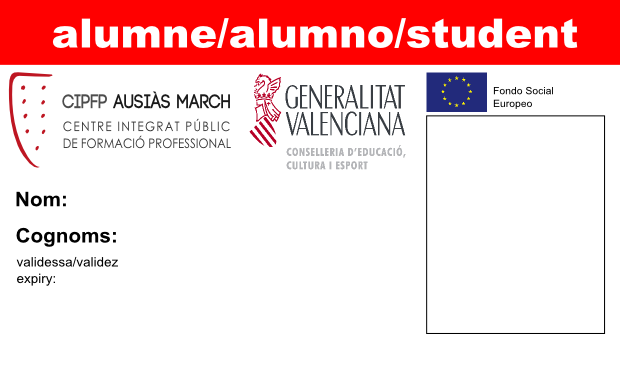 alumne/alumno/student
CIPFP AUSIÀS MARCH
CENTRE INTEGRAT PÚBLIC
DE FORMACIÓ PROFESSIONAL
GENERALITAT
VALENCIANA
CONSELLERIA D'EDUCACIÓ,
CULTURA I ESPORT
Fondo Social
Europeo
Nom:
Cognoms:
validessa/validez
expiry: